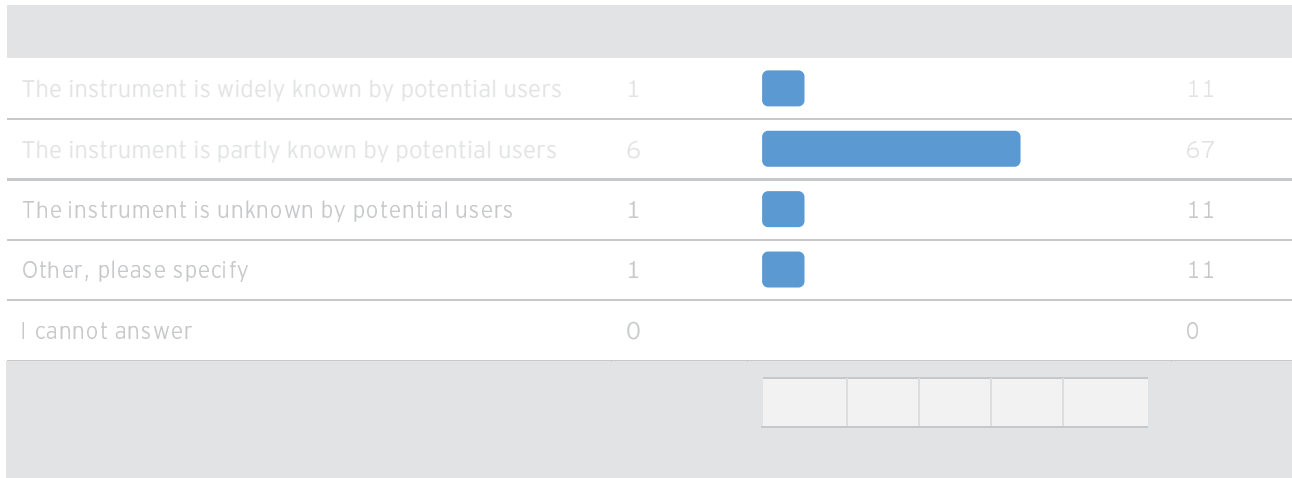 The instrument is widely known by potential users 1 11
The instrument is partly known by potential users 6 67
The instrument is unknown by potential users 1 11
Other, please specify 1 11
I cannot answer 0 0